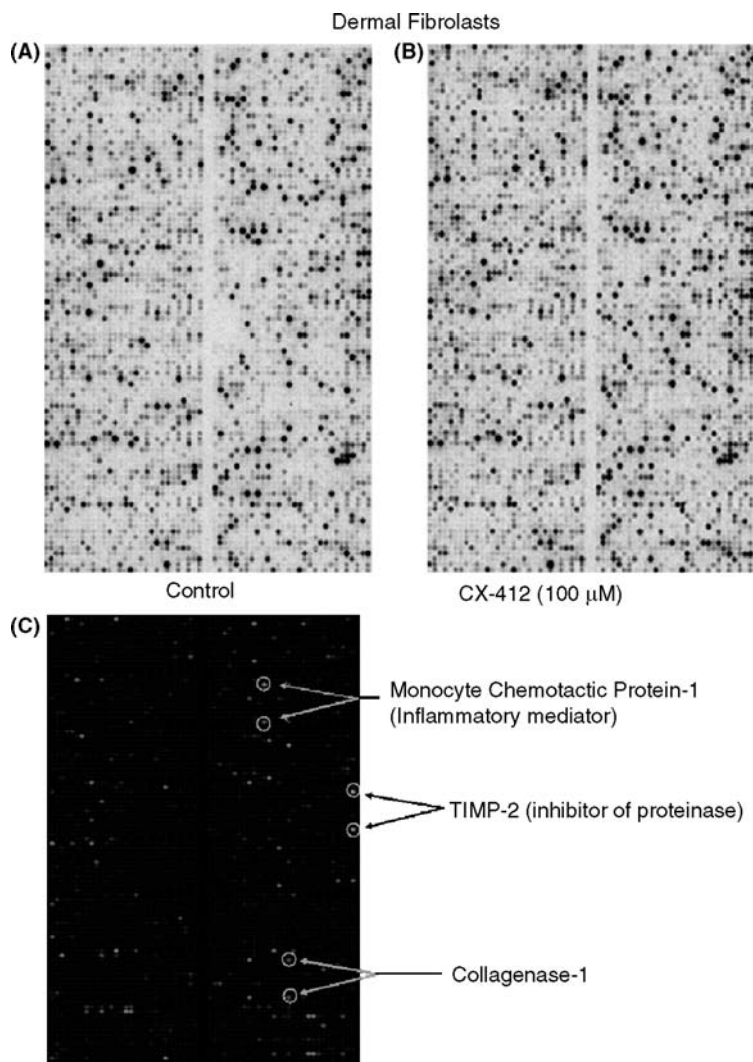 Dermal Fibrolasts
(A)
(B)
Control
CX-412 (100 μM)
(C)
Monocyte Chemotactic Protein-1
(Inflammatory mediator)
TIMP-2 (inhibitor of proteinase)
Collagenase-1